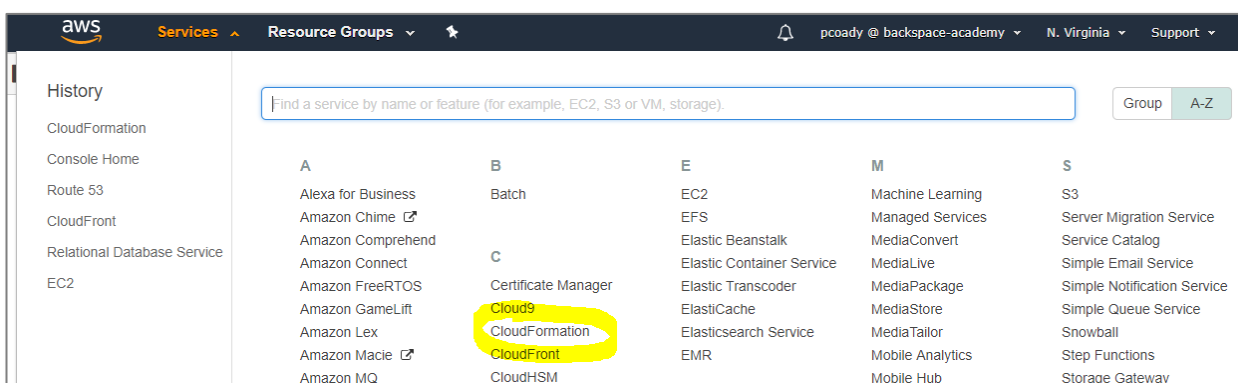 aws Services Resource Groups pcoady @ backspace-academy N. Virginia Support
History
CloudFormation
Console Home
Route 53
CloudFront
Relational Database Service
EC2
Find a service by name or feature (for example, EC2, S3 or VM, storage).
Group A-Z
A
Alexa for Business
Amazon Chime
Amazon Comprehend
Amazon Connect
Amazon FreeRTOS
Amazon GameLift
Amazon Lex
Amazon Macie
Amazon MQ
B
Batch
C
Certificate Manager
Cloud9
CloudFormation
CloudFront
CloudHSM
E
EC2
EFS
Elastic Beanstalk
Elastic Container Service
Elastic Transcoder
ElastiCache
Elasticsearch Service
EMR
M
Machine Learning
Managed Services
MediaConvert
MediaLive
MediaPackage
MediaStore
MediaTailor
Mobile Analytics
Mobile Hub
S
S3
Server Migration Service
Service Catalog
Simple Email Service
Simple Notification Service
Simple Queue Service
Snowball
Step Functions
Storage Gateway